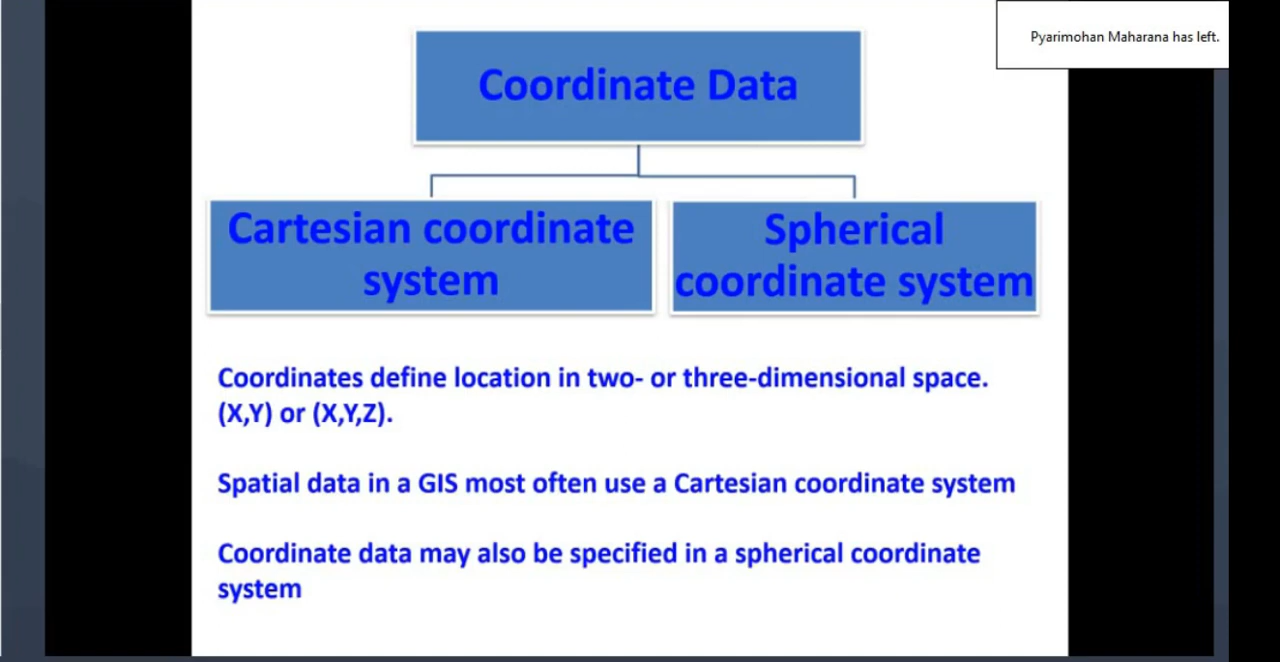 Pyarimohan Maharana has left.
Coordinate Data
Cartesian coordinate
system
Spherical
coordinate system
Coordinates define location in two- or three-dimensional space.
(X,Y) or (X,Y,Z).
Spatial data in a GIS most often use a Cartesian coordinate system
Coordinate data may also be specified in a spherical coordinate
system